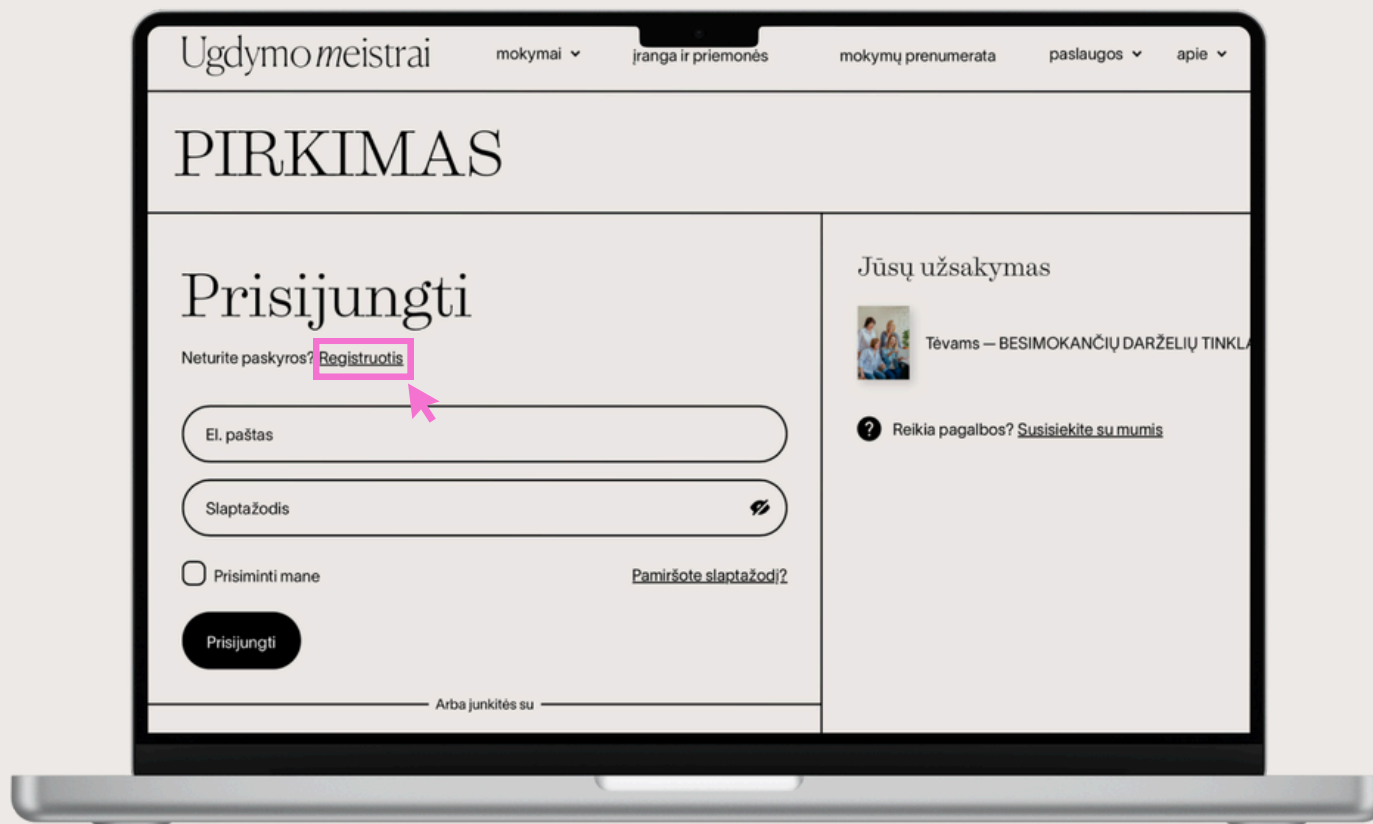 Ugdymo meistrai
mokymai
įranga ir priemonės
mokymų prenumerata
paslaugos
apie
PIRKIMAS
Prisijungti
Neturite paskyros? Registruotis
El. paštas
Slaptažodis
Prisiminti mane
Pamiršote slaptažodį?
Prisijungti
Arba junkitės su
Jūsų užsakymas
Tėvams — BESIMOKANČIŲ DARŽELIŲ TINKLA
? Reikia pagalbos? Susisiekite su mumis